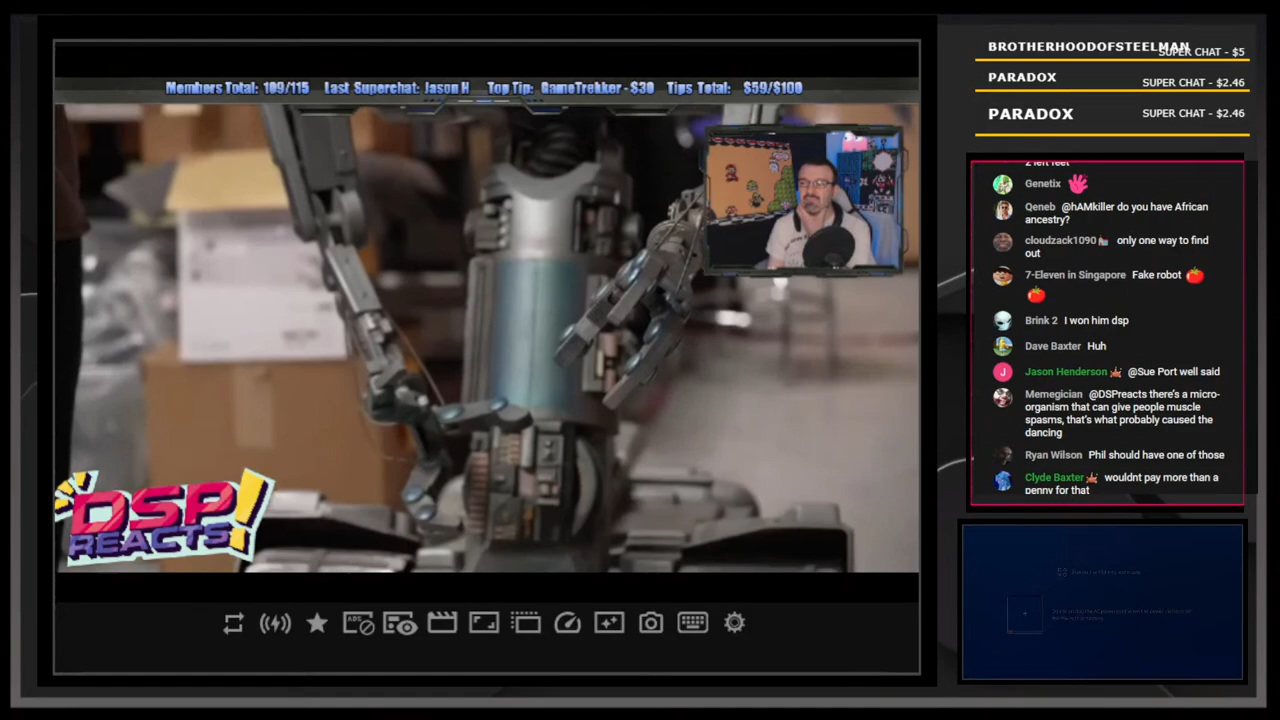 Members Total: 109/115 Last Superchat: Jason H Top Tip: GameTrekker - $30 Tips Total: $59/$100
DSP!
REACTS!
ADS
BROTHERHOODOFSTEELMAN
SUPER CHAT - $5
PARADOX
SUPER CHAT - $2.46
PARADOX
SUPER CHAT - $2.46
2 left feet
Genetix
Qeneb @hAMkiller do you have African
ancestry?
cloudzack1090 only one way to find
out
7-Eleven in Singapore Fake robot
Brink 2 I won him dsp
Dave Baxter Huh
J
Jason Henderson @Sue Port well said
Memegician @DSPreacts there's a micro-
organism that can give people muscle
spasms, that's what probably caused the
dancing
Ryan Wilson Phil should have one of those
Clyde Baxter wouldnt pay more than a
penny for that